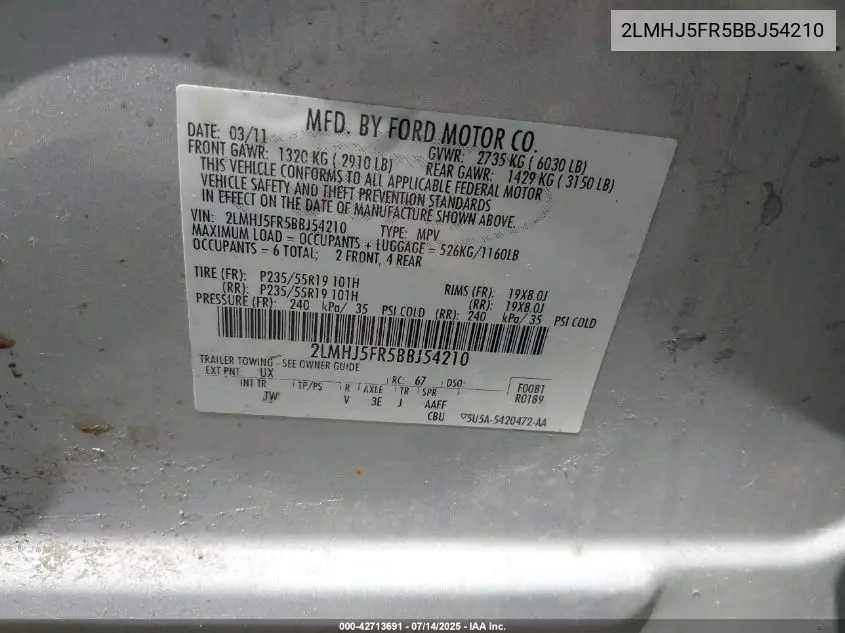 2LMHJ5FR5BBJ54210
MFD. BY FORD MOTOR CO.
DATE: 03/11 GVWR: 2735 KG ( 6030 LB)
FRONT GAWR: 1320 KG ( 2910 LB) REAR GAWR: 1429 KG ( 3150 LB)
THIS VEHICLE CONFORMS TO ALL APPLICABLE FEDERAL MOTOR
VEHICLE SAFETY AND THEFT PREVENTION STANDARDS
IN EFFECT ON THE DATE OF MANUFACTURE SHOWN ABOVE.
VIN: 2LMHJ5FR5BBJ54210 TYPE: MPV
MAXIMUM LOAD = OCCUPANTS + LUGGAGE = 526KG/1160LB
OCCUPANTS = 6 TOTAL; 2 FRONT, 4 REAR
TIRE (FR): P235/55R19 101H RIMS (FR): 19X8.0J
(RR): P235/55R19 101H (RR): 19X8.0J
PRESSURE (FR): 240 kPa/ 35 PSI COLD (RR): 240 kPa/ 35 PSI COLD
2LMHJ5FR5BBJ54210
TRAILER TOWING - SEE OWNER GUIDE
EXT PNT UX RC: 67 DSO: F0081
INT TR TP/PS R AXLE TR SPR R0189
TW V 3E J AAFF
CBU 5U5A-5420472-AA
000-42713691 - 07/14/2025 - IAA Inc.